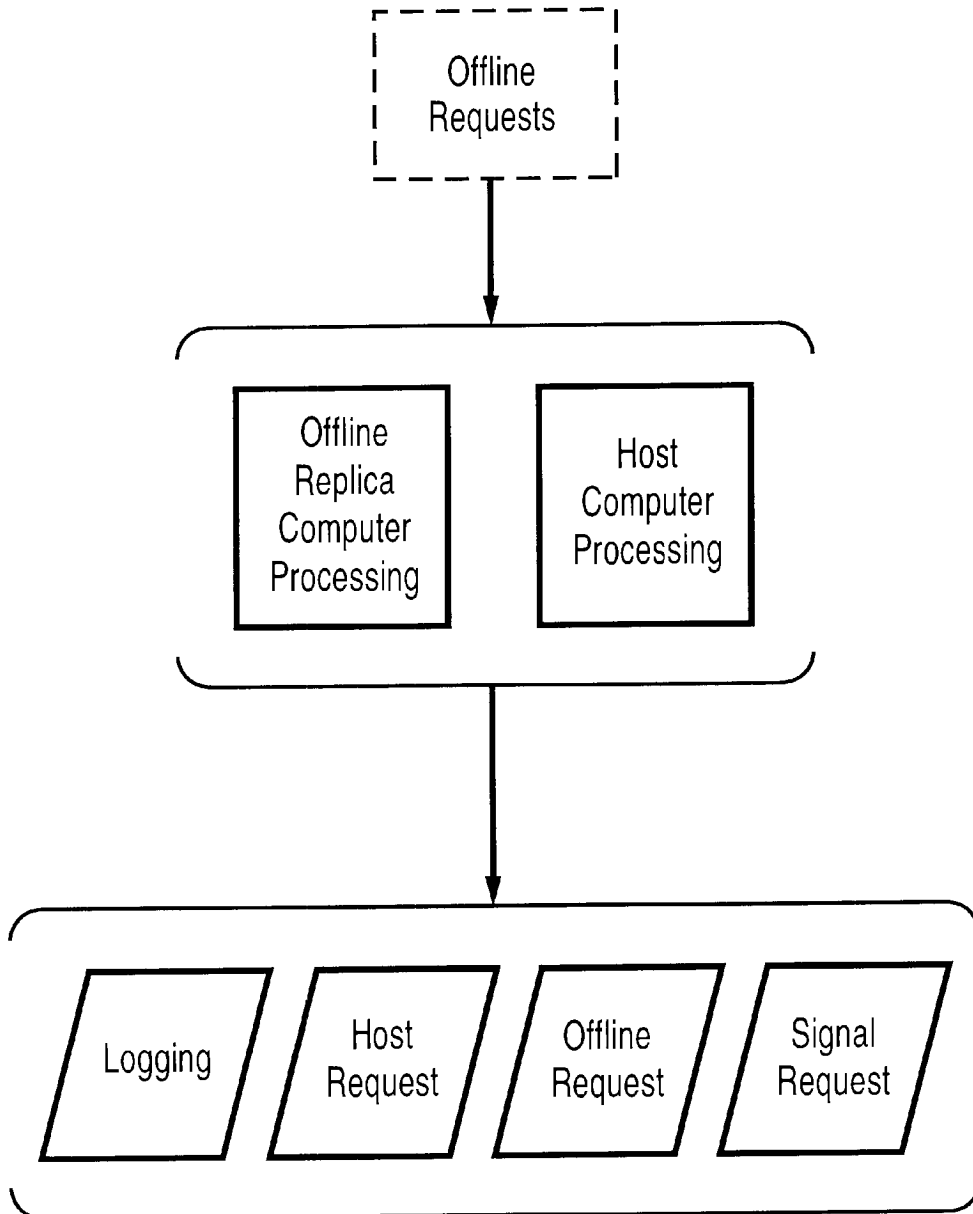 Offline
Requests
Offline
Replica
Computer
Processing
Host
Computer
Processing
Logging
Host
Request
Offline
Request
Signal
Request